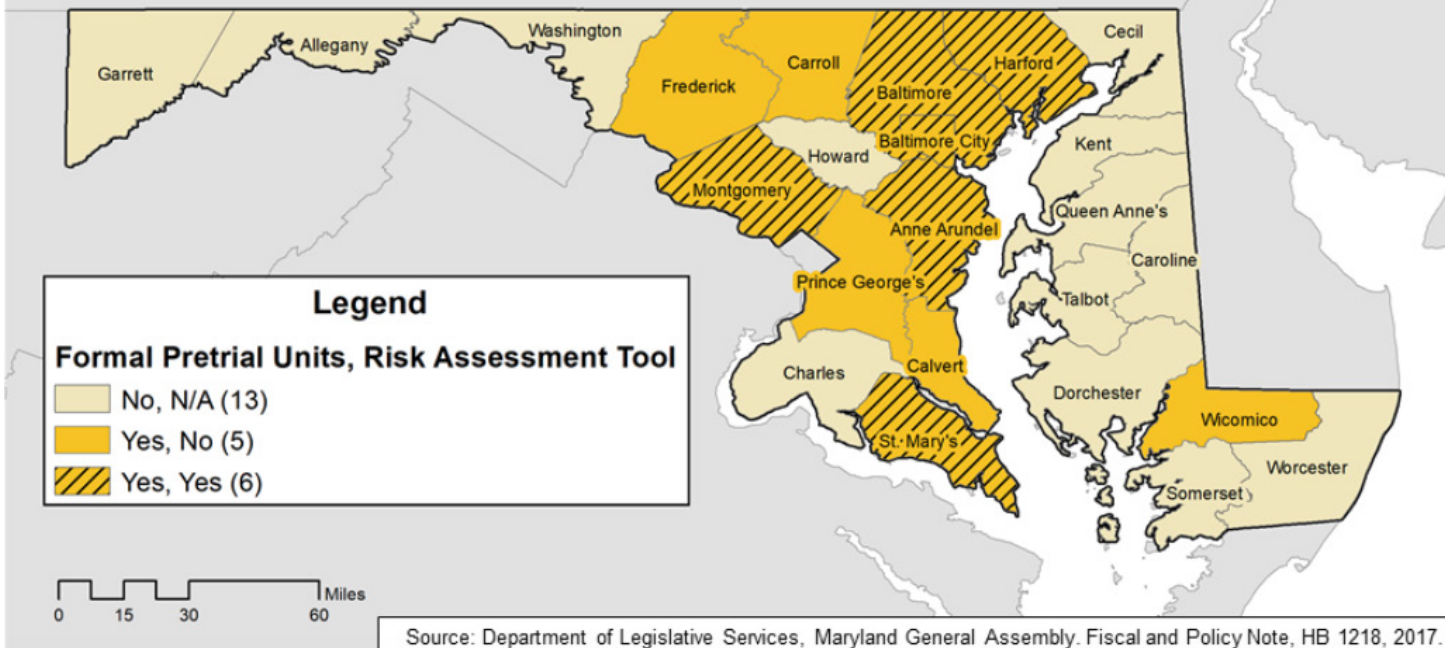 Washington
Cecil
Allegany
Garrett
Carroll
Harford
Frederick
Baltimore
Baltimore City
Kent
Howard
Montgomery
Queen Anne's
Anne Arundel
Caroline
Prince George's
Talbot
Legend
Formal Pretrial Units, Risk Assessment Tool
No, N/A (13)
Yes, No (5)
Yes, Yes (6)
Calvert
Charles
Dorchester
Wicomico
St. Mary's
Worcester
Somerset
Miles
0 15 30 60
Source: Department of Legislative Services, Maryland General Assembly. Fiscal and Policy Note, HB 1218, 2017.